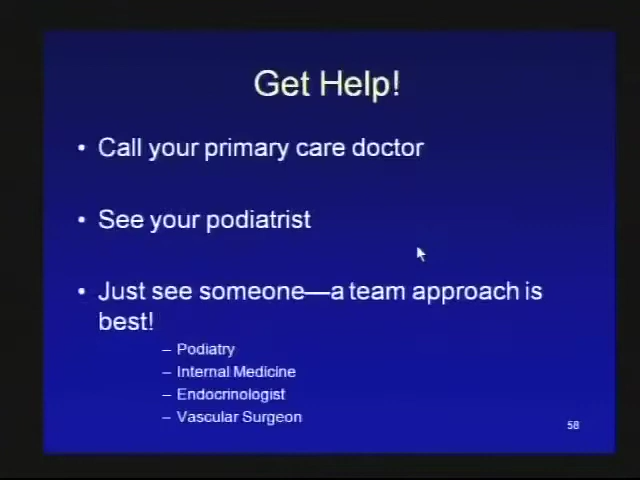 Get Help!
• Call your primary care doctor
• See your podiatrist
• Just see someone—a team approach is
best!
– Podiatry
– Internal Medicine
– Endocrinologist
– Vascular Surgeon
58